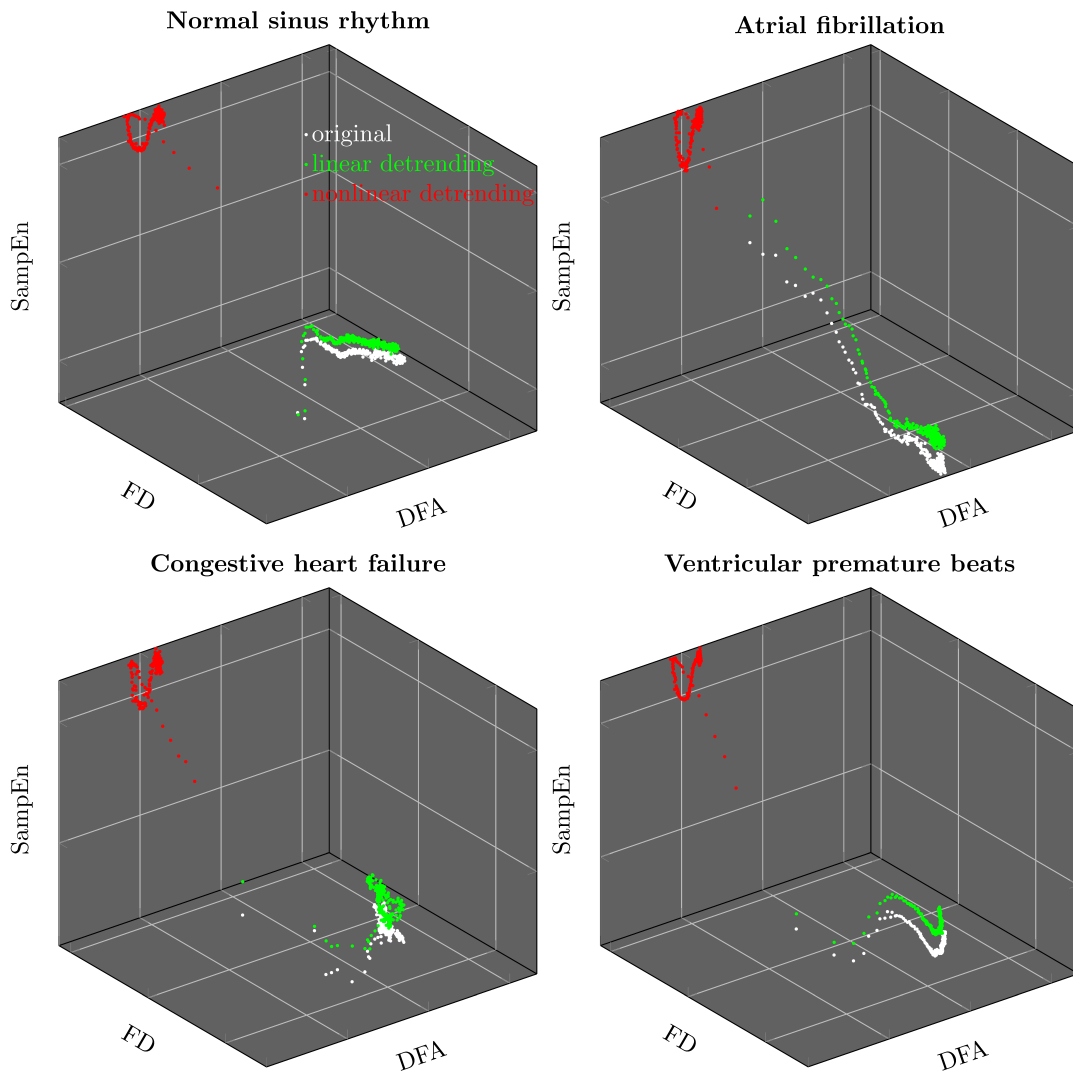 Normal sinus rhythm
original
linear detrending
nonlinear detrending
SampEn
FD
DFA
Atrial fibrillation
SampEn
FD
DFA
Congestive heart failure
SampEn
FD
DFA
Ventricular premature beats
SampEn
FD
DFA